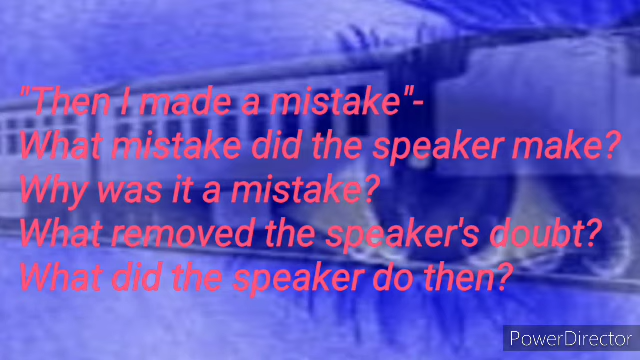 "Then I made a mistake"-
What mistake did the speaker make?
Why was it a mistake?
What removed the speaker's doubt?
What did the speaker do then?
PowerDirector